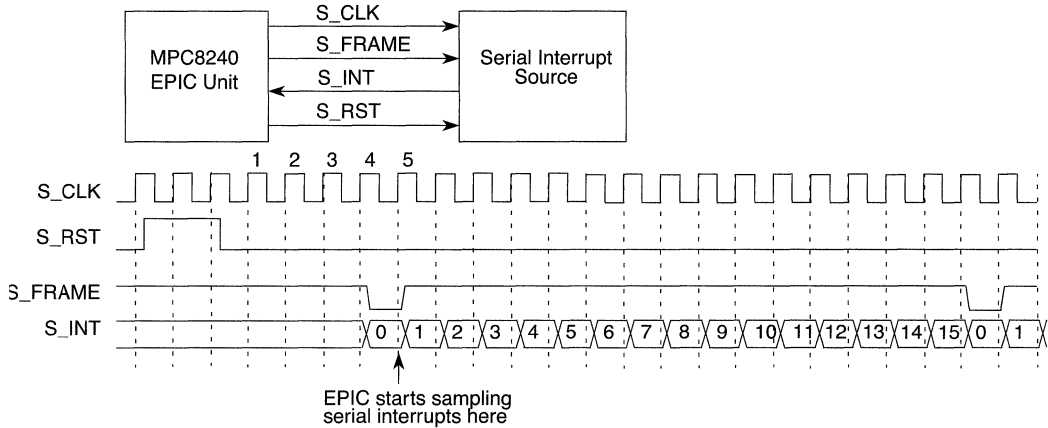 S_CLK
S_FRAME
S_INT
S_RST
MPC8240
EPIC Unit
Serial Interrupt
Source
1 2 3 4 5
S_CLK
S_RST
S_FRAME
S_INT
0 1 2 3 4 5 6 7 8 9 10 11 12 13 14 15 0 1
EPIC starts sampling
serial interrupts here